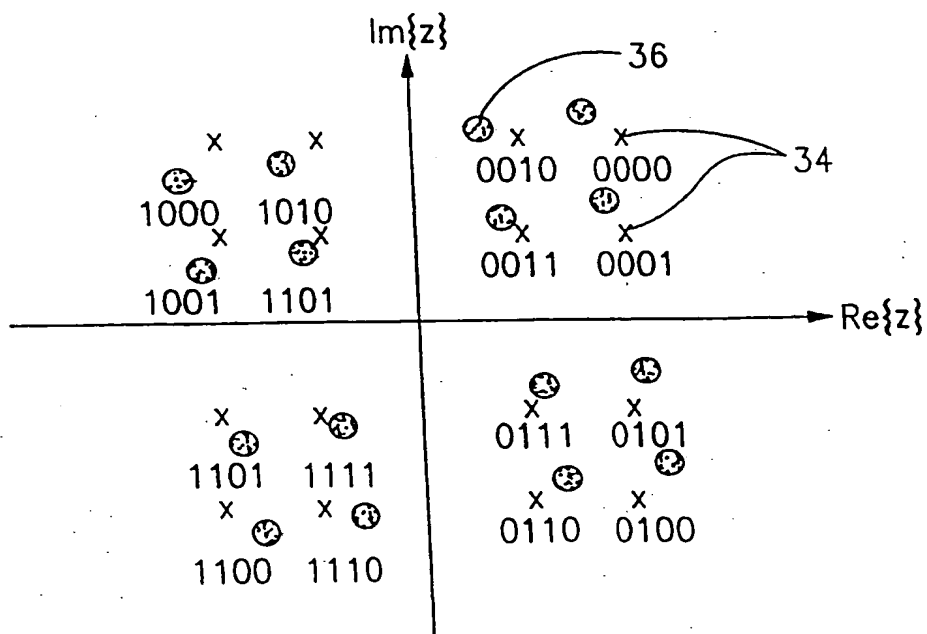 Im{z}
36
X X X X
0010 0000 34
1000 1010
X X X X
0011 0001
1001 1101
Re{z}
X X X X
0111 0101
1101 1111
X X X X
0110 0100
1100 1110